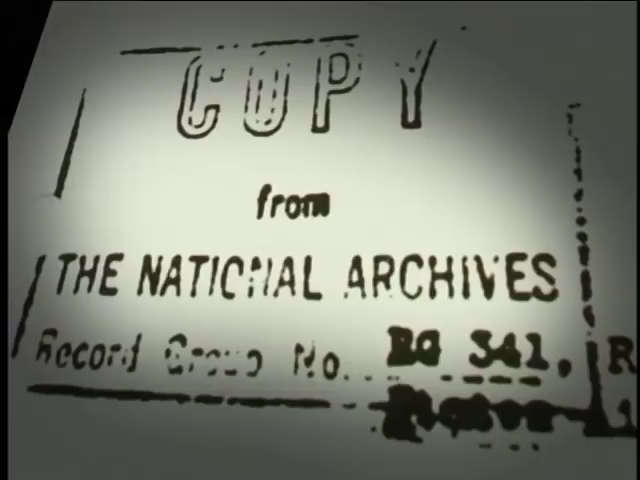 COPY
from
THE NATIONAL ARCHIVES
Record Group No. RG 341, R